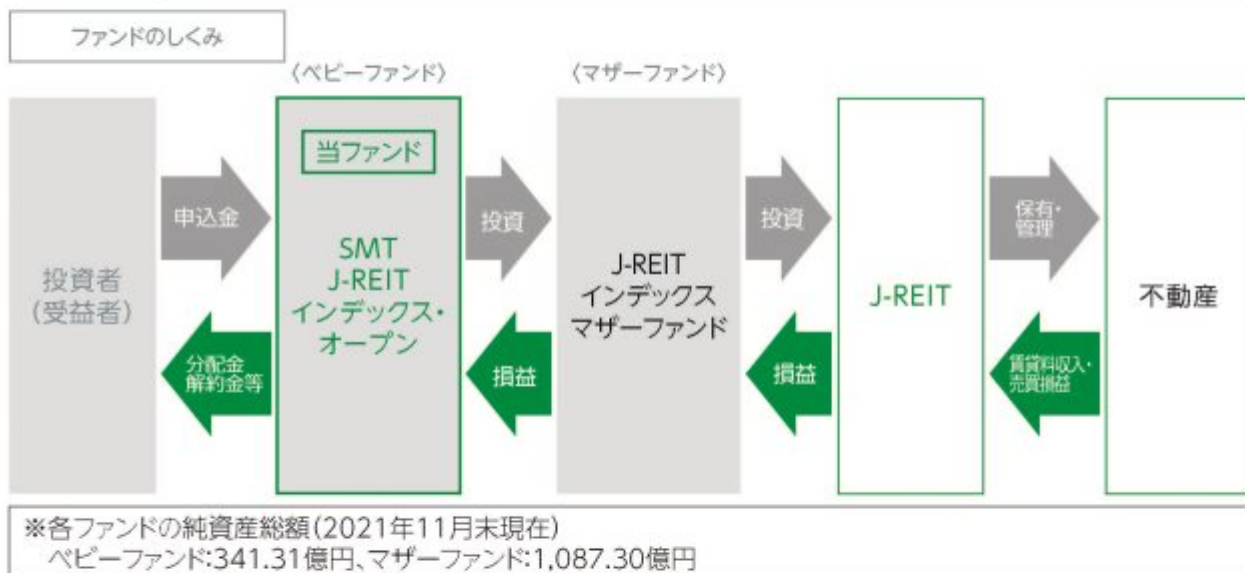 ファンドのしくみ
〈ベビーファンド〉
〈マザーファンド〉
投資者
(受益者)
申込金
分配金
解約金等
当ファンド
SMT
J-REIT
インデックス・
オープン
投資
損益
J-REIT
インデックス
マザーファンド
投資
損益
J-REIT
保有・
管理
賃貸料収入・
売買損益
不動産
※各ファンドの純資産総額(2021年11月末現在)
ベビーファンド:341.31億円、マザーファンド:1,087.30億円